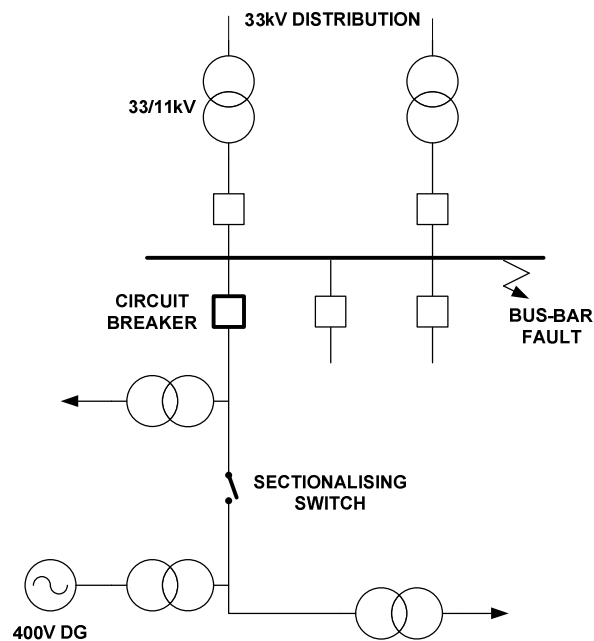 33kV DISTRIBUTION
33/11kV
CIRCUIT
BREAKER
BUS-BAR
FAULT
SECTIONALISING
SWITCH
400V DG